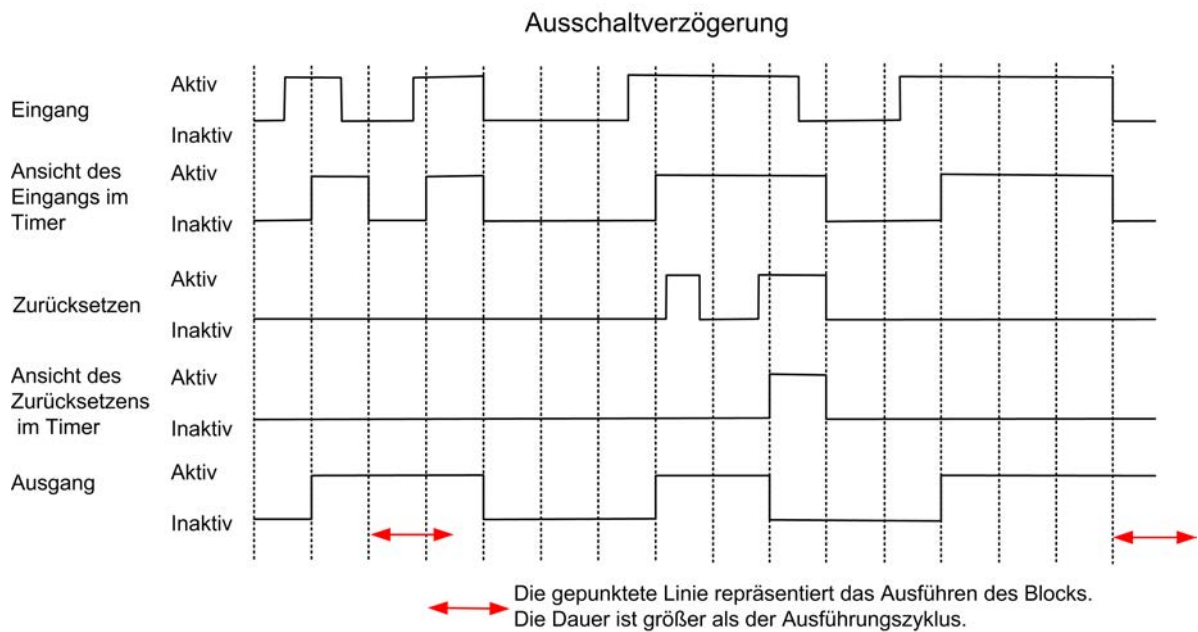 Ausschaltverzögerung
Eingang
Aktiv
Inaktiv
Ansicht des
Eingangs im
Timer
Aktiv
Inaktiv
Zurücksetzen
Aktiv
Inaktiv
Ansicht des
Zurücksetzens
im Timer
Aktiv
Inaktiv
Ausgang
Aktiv
Inaktiv
Die gepunktete Linie repräsentiert das Ausführen des Blocks.
Die Dauer ist größer als der Ausführungszyklus.